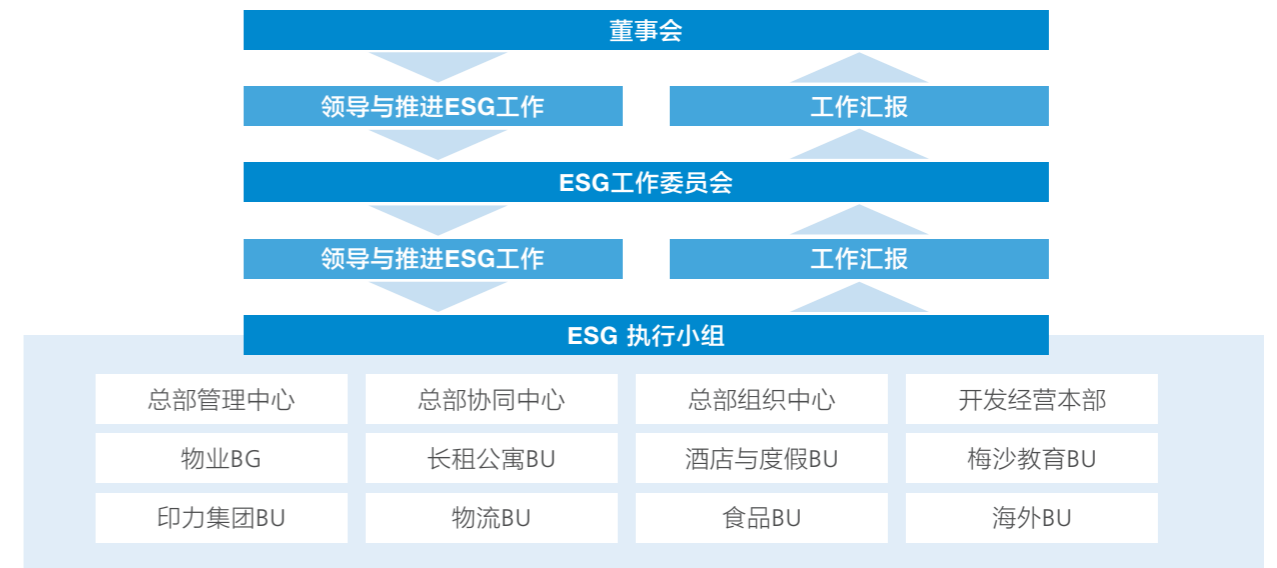 董事会
领导与推进ESG工作
工作汇报
ESG工作委员会
领导与推进ESG工作
工作汇报
ESG 执行小组
总部管理中心
总部协同中心
总部组织中心
开发经营本部
物业BG
长租公寓BU
酒店与度假BU
梅沙教育BU
印力集团BU
物流BU
食品BU
海外BU